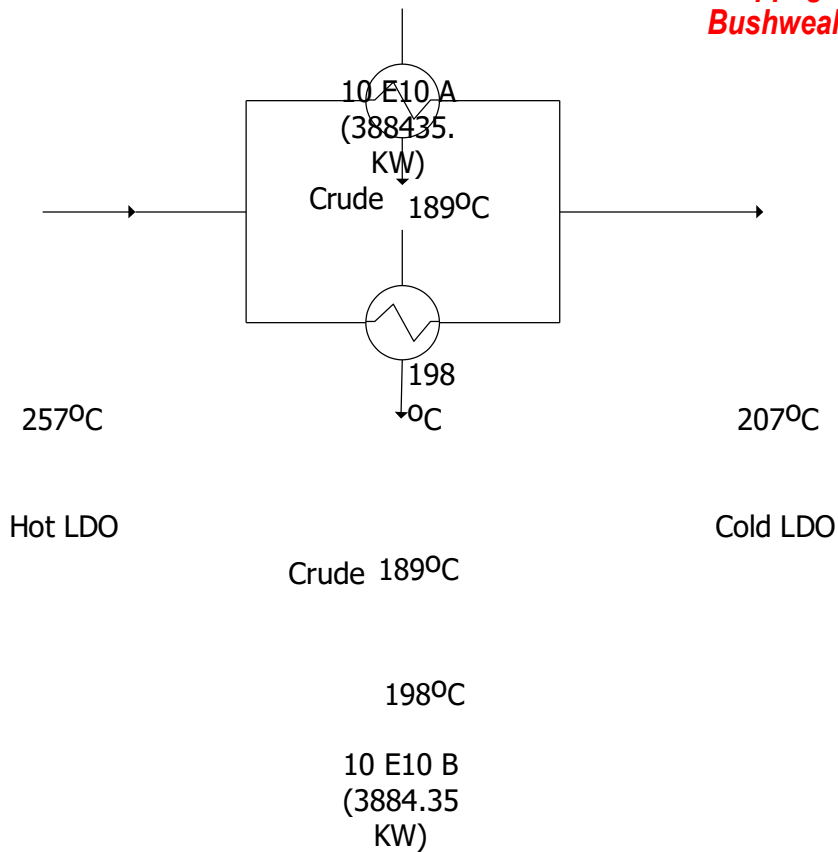 Bushweal
10 E10 A
(388435.
KW)
Crude 189ºC
198
ºC
257ºC 207ºC
Hot LDO Cold LDO
Crude 189ºC
198ºC
10 E10 B
(3884.35
KW)